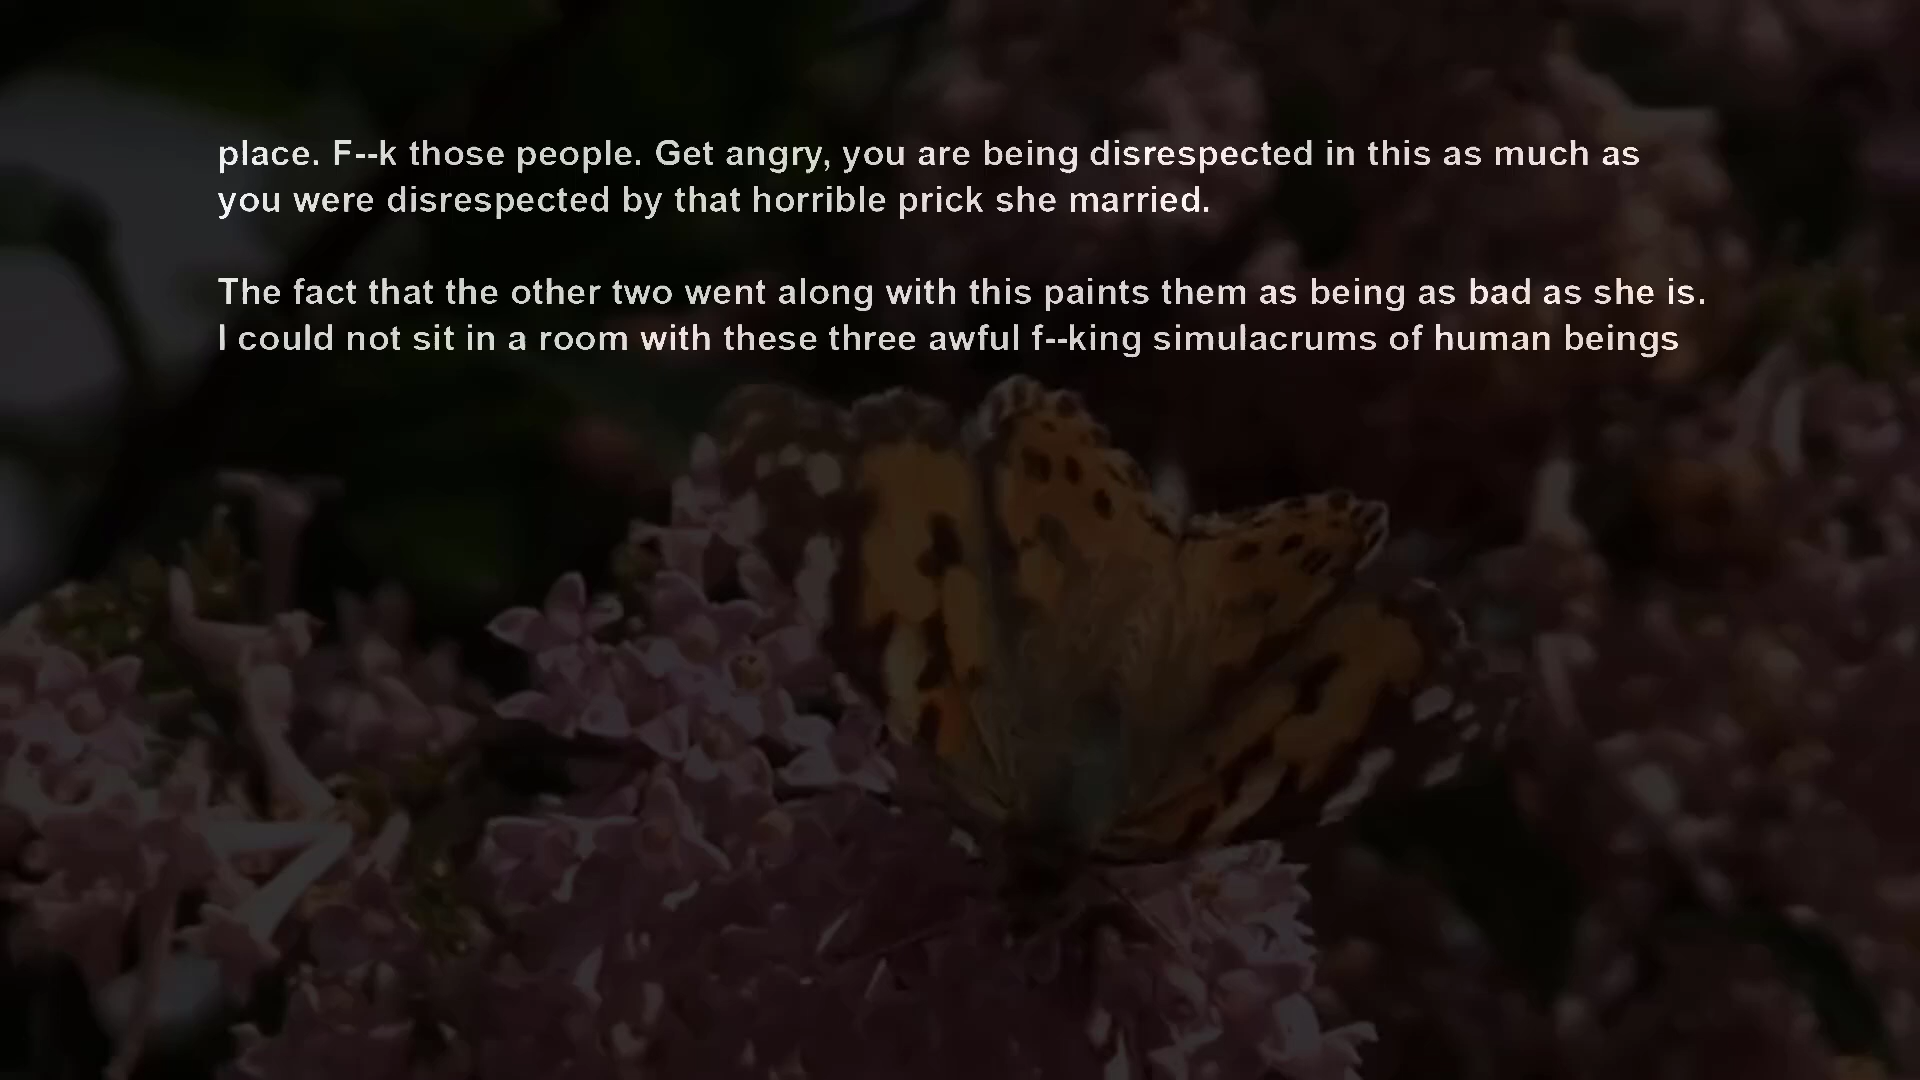 place. F--k those people. Get angry, you are being disrespected in this as much as
you were disrespected by that horrible prick she married.
The fact that the other two went along with this paints them as being as bad as she is.
I could not sit in a room with these three awful f--king simulacrums of human beings